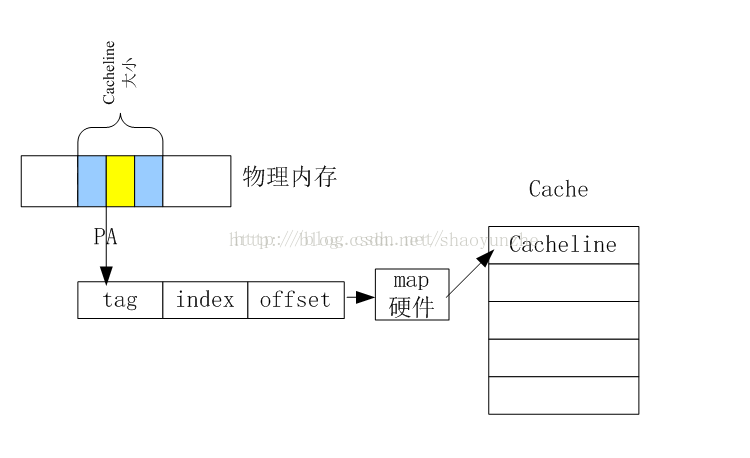 Cacheline
大小
物理内存
Cache
PA
http://blog.csdn.net/shaoyunzhe
Cacheline
tag
index
offset
map
硬件